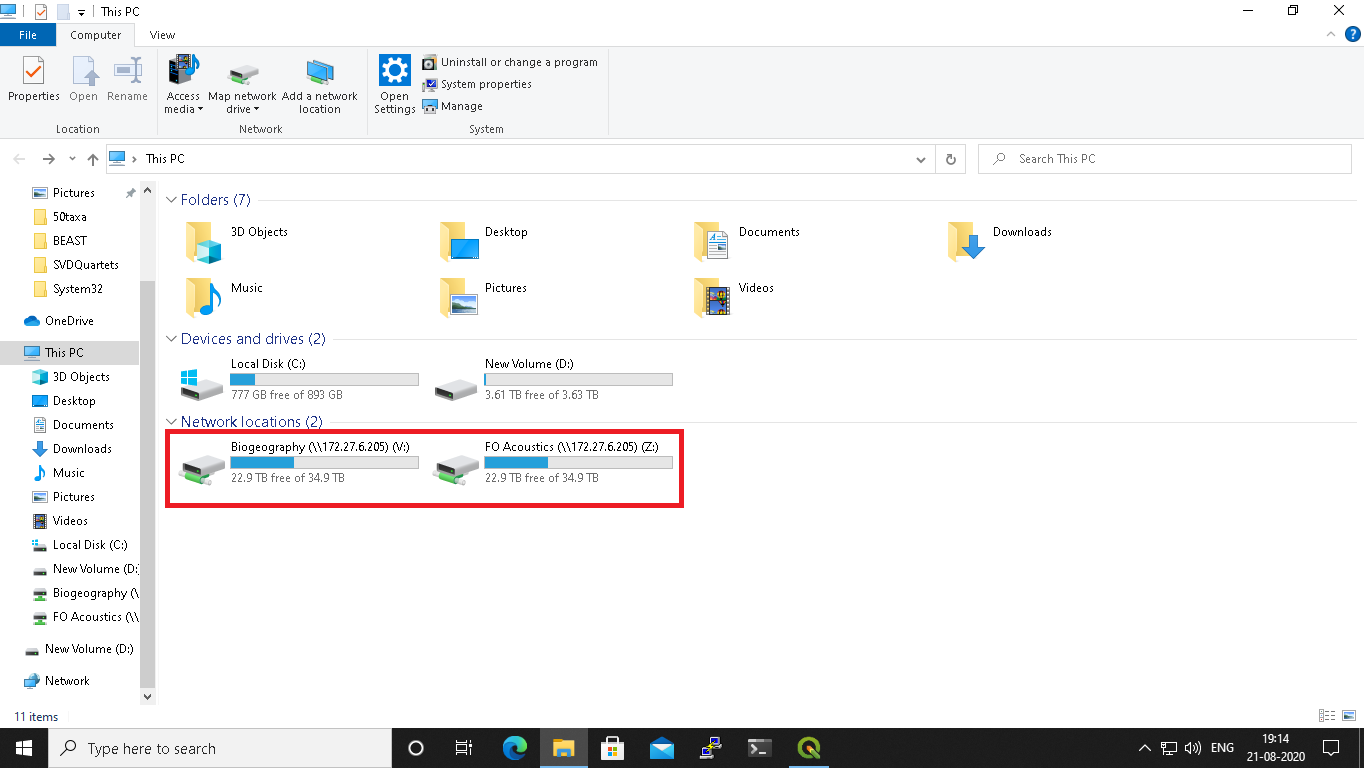 This PC
File
Computer
View
Properties
Open
Rename
Access
media
Map network
drive
Add a network
location
Open
Settings
Uninstall or change a program
System properties
Manage
Location
Network
System
This PC
Search This PC
Pictures
50taxa
BEAST
SVDQuartets
System32
OneDrive
This PC
3D Objects
Desktop
Documents
Downloads
Music
Pictures
Videos
Local Disk (C:)
New Volume (D:)
Biogeography (\
FO Acoustics (\\
New Volume (D:)
Network
Folders (7)
3D Objects
Desktop
Documents
Downloads
Music
Pictures
Videos
Devices and drives (2)
Local Disk (C:)
777 GB free of 893 GB
New Volume (D:)
3.61 TB free of 3.63 TB
Network locations (2)
Biogeography (\\172.27.6.205) (V:)
22.9 TB free of 34.9 TB
FO Acoustics (\\172.27.6.205) (Z:)
22.9 TB free of 34.9 TB
11 items
Type here to search
ENG
19:14
21-08-2020